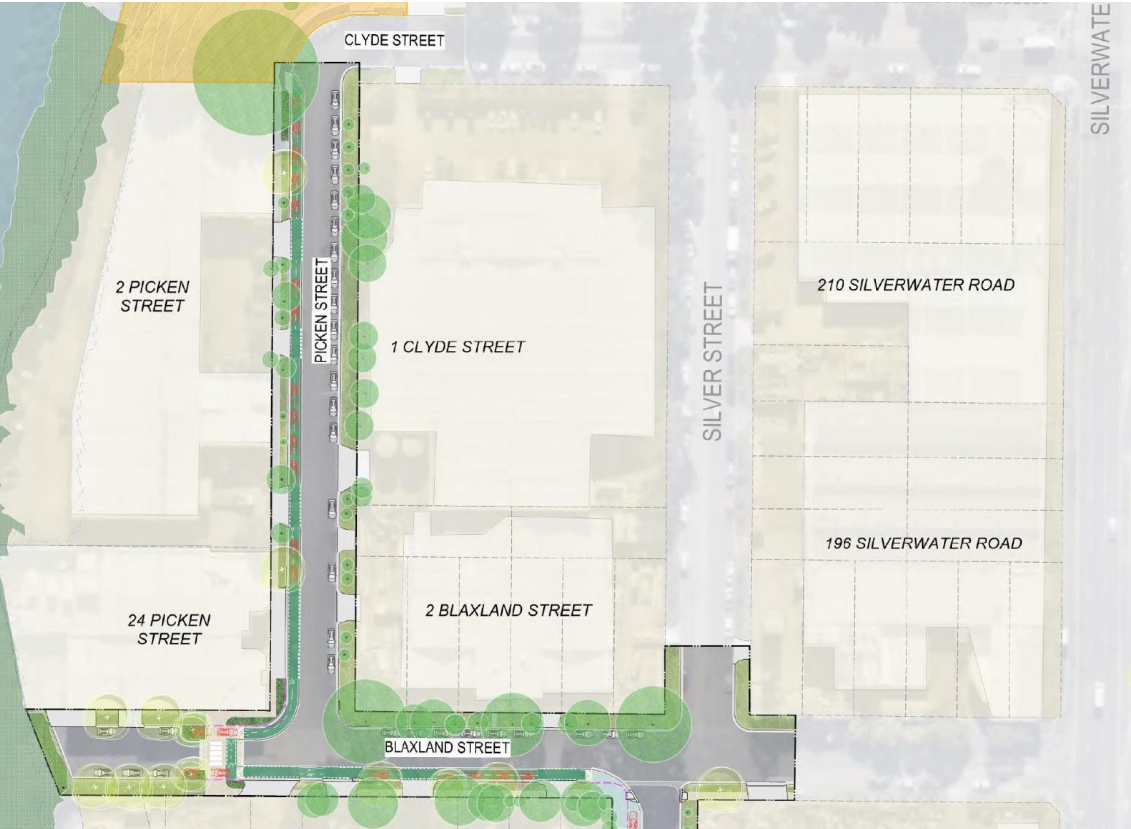 CLYDE STREET
SILVERWATE
PICKEN STREET
2 PICKEN
STREET
1 CLYDE STREET
SILVER STREET
210 SILVERWATER ROAD
196 SILVERWATER ROAD
24 PICKEN
STREET
2 BLAXLAND STREET
BLAXLAND STREET